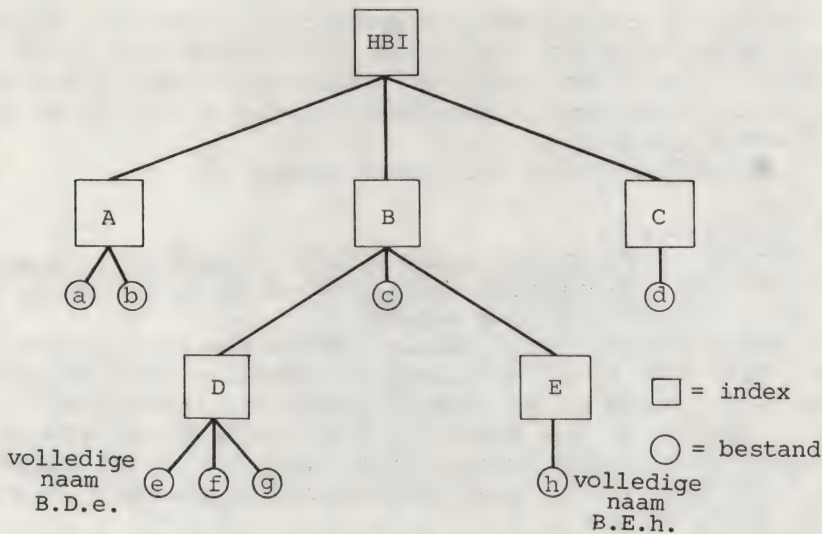 HBI
A
B
C
a
b
c
d
D
E
= index
= bestand
volledige
naam
B.D.e.
e
f
g
h
volledige
naam
B.E.h.